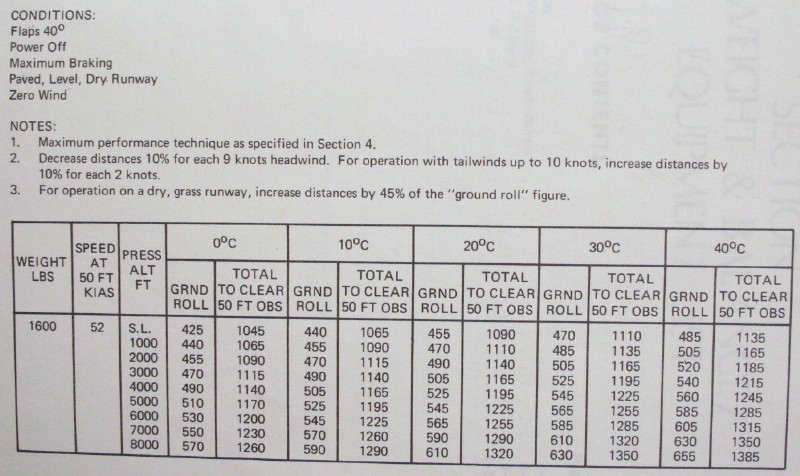 CONDITIONS:
Flaps 40°
Power Off
Maximum Braking
Paved, Level, Dry Runway
Zero Wind
NOTES:
1. Maximum performance technique as specified in Section 4.
2. Decrease distances 10% for each 9 knots headwind. For operation with tailwinds up to 10 knots, increase distances by
10% for each 2 knots.
3. For operation on a dry, grass runway, increase distances by 45% of the "ground roll" figure.
WEIGHT LBS SPEED AT 50 FT KIAS PRESS ALT FT 0°C 10°C 20°C 30°C 40°C
GRND ROLL TOTAL TO CLEAR 50 FT OBS GRND ROLL TOTAL TO CLEAR 50 FT OBS GRND ROLL TOTAL TO CLEAR 50 FT OBS GRND ROLL TOTAL TO CLEAR 50 FT OBS GRND ROLL TOTAL TO CLEAR 50 FT OBS
1600 52 S.L. 425 1045 440 1065 455 1090 470 1110 485 1135
1000 440 1065 455 1090 470 1110 485 1135 505 1165
2000 455 1090 470 1115 490 1140 505 1165 520 1185
3000 470 1115 490 1140 505 1165 525 1195 540 1215
4000 490 1140 505 1165 525 1195 545 1225 560 1245
5000 510 1170 525 1195 545 1225 565 1255 585 1285
6000 530 1200 545 1225 565 1255 585 1285 605 1315
7000 550 1230 570 1260 590 1290 610 1320 630 1350
8000 570 1260 590 1290 610 1320 630 1350 655 1385